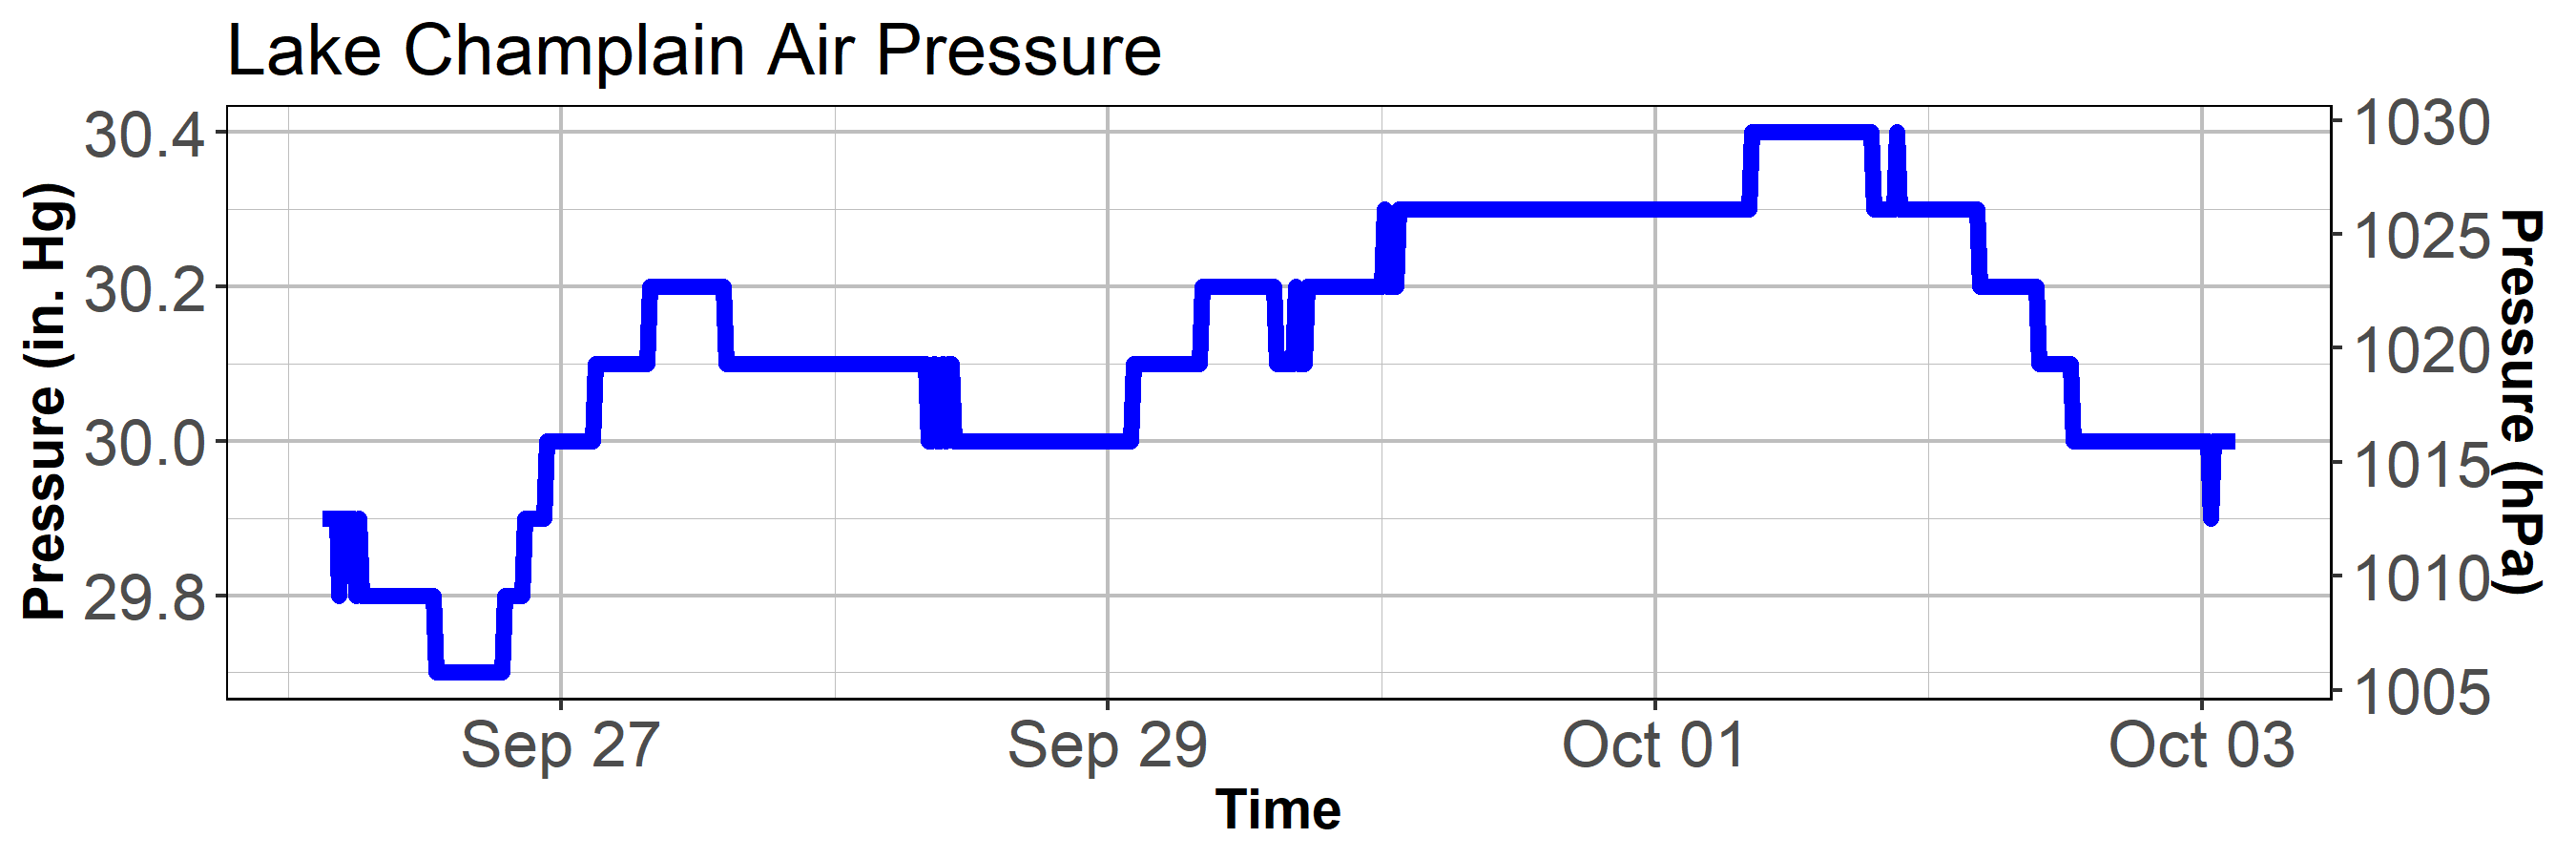 Lake Champlain Air Pressure
30.4
30.2
30.0
29.8
Pressure (in. Hg)
1030
1025
1020
1015
1010
1005
Pressure (hPa)
Sep 27 Sep 29 Oct 01 Oct 03
Time